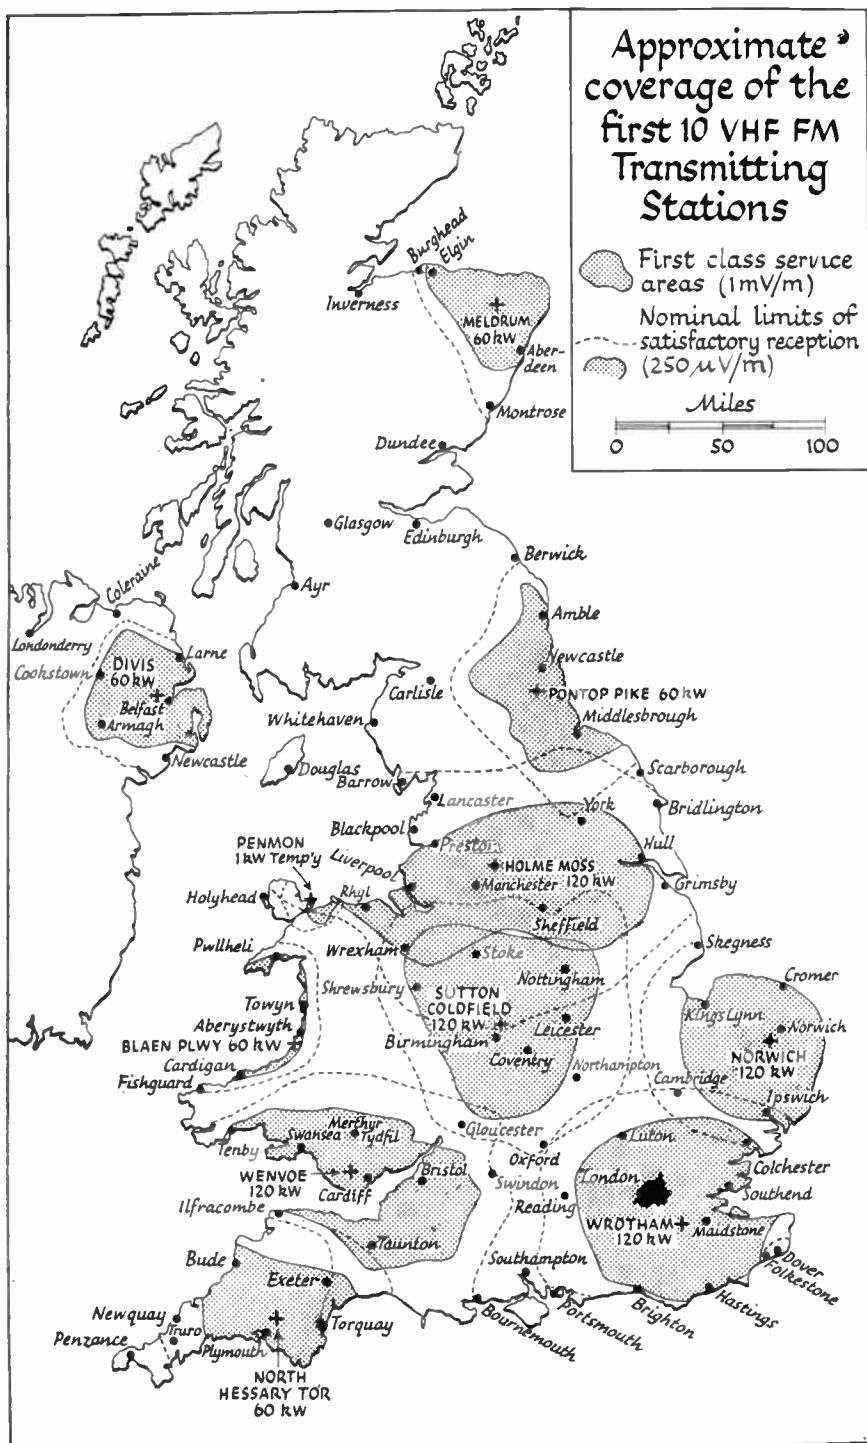 Approximate
coverage of the
first 10 VHF FM
Transmitting
Stations
First class service
areas (1mV/m)
Nominal limits of
satisfactory reception
(250µV/m)
Miles
0 50 100
Burghead
Elgin
Inverness
MELDRUM
60 kW
Aber-
deen
Montrose
Dundee
Glasgow
Edinburgh
Berwick
Coleraine
Ayr
Amble
Londonderry
Larne
Cookstown
DIVIS
60 kW
Belfast
Armagh
Newcastle
Newcastle
Carlisle
PONTOP PIKE 60 kW
Whitehaven
Middlesbrough
Douglas
Barrow
Scarborough
Lancaster
York
Bridlington
Blackpool
Preston
Hull
PENMON
1 kW Temp'y
Liverpool
HOLME MOSS
120 kW
Manchester
Grimsby
Holyhead
Rhyl
Sheffield
Pwllheli
Wrexham
Stoke
Skegness
Shrewsbury
Nottingham
Cromer
Towyn
SUTTON
COLDFIELD
120 kW
Kings Lynn
Aberystwyth
Leicester
Norwich
BLAEN PLWY 60 kW
Birmingham
NORWICH
120 kW
Coventry
Cardigan
Northampton
Fishguard
Cambridge
Ipswich
Merthyr
Tydfil
Gloucester
Tenby
Swansea
Luton
Oxford
Colchester
WENVOE
120 kW
Cardiff
Bristol
Swindon
London
Southend
Reading
Ilfracombe
WROTHAM
120 kW
Maidstone
Taunton
Dover
Folkestone
Bude
Southampton
Exeter
Newquay
Truro
Torquay
Bournemouth
Portsmouth
Brighton
Hastings
Penzance
Plymouth
NORTH
HESSARY TOR
60 kW